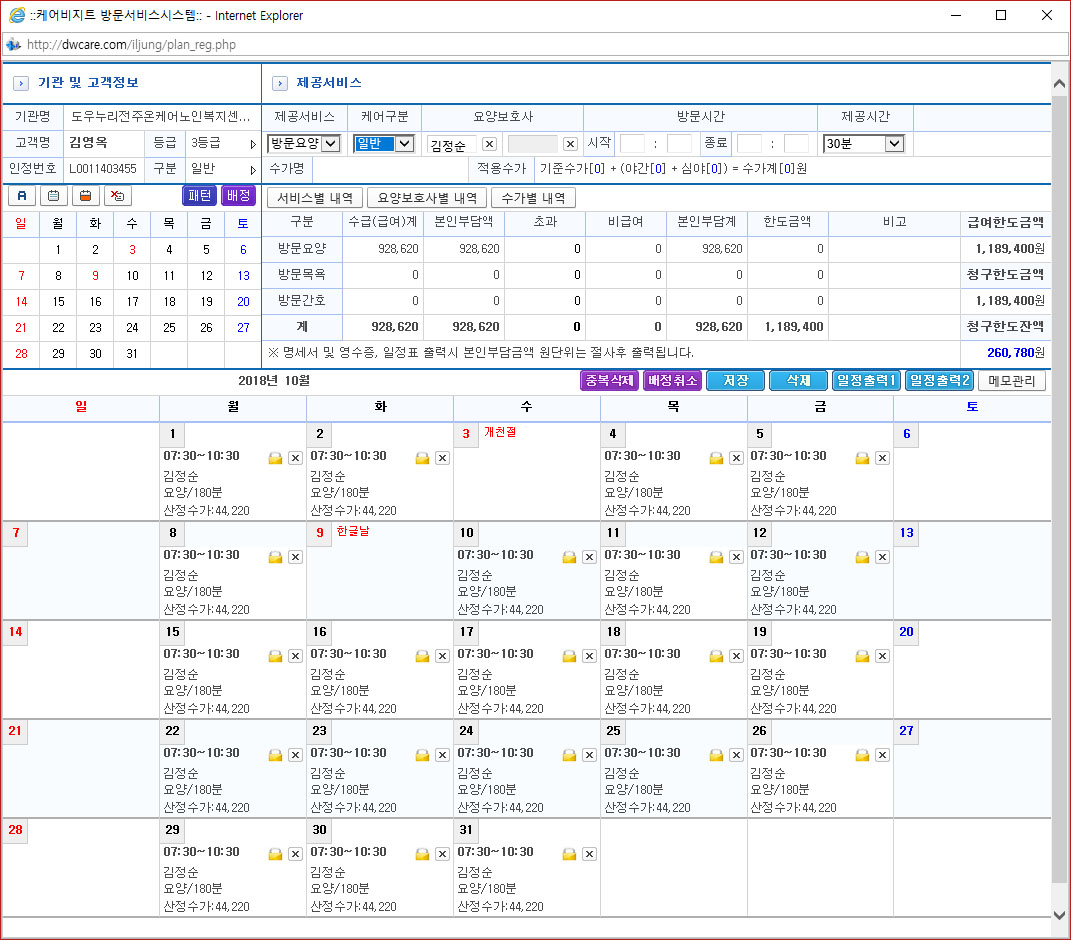 ::케어비지트 방문서비스시스템:: - Internet Explorer
http://dwcare.com/iljung/plan_reg.php
기관 및 고객정보 제공서비스
기관명 도우누리전주온케어노인복지센... 제공서비스 케어구분 요양보호사 방문시간 제공시간
고객명 김영옥 등급 3등급 방문요양 일반 김정순 시작 : 종료 : 30분
인정번호 L0011403455 구분 일반 수가명 적용수가 기준수가[0] + (야간[0] + 심야[0]) = 수가계[0]원
A 패턴 배정 서비스별 내역 요양보호사별 내역 수가별 내역
일 월 화 수 목 금 토 구분 수급(급여)계 본인부담액 초과 비급여 본인부담계 한도금액 비고 급여한도금액
1 2 3 4 5 6 방문요양 928,620 928,620 0 0 928,620 0 1,189,400원
7 8 9 10 11 12 13 방문목욕 0 0 0 0 0 0 청구한도금액
14 15 16 17 18 19 20 방문간호 0 0 0 0 0 0 1,189,400원
21 22 23 24 25 26 27 계 928,620 928,620 0 0 928,620 1,189,400 청구한도잔액
28 29 30 31 ※ 명세서 및 영수증, 일정표 출력시 본인부담금액 원단위는 절사후 출력됩니다. 260,780원
2018년 10월 중복삭제 배정취소 저장 삭제 일정출력1 일정출력2 메모관리
일 월 화 수 목 금 토
1 2 3 개천절 4 5 6
07:30~10:30 07:30~10:30 07:30~10:30 07:30~10:30
김정순 김정순 김정순 김정순
요양/180분 요양/180분 요양/180분 요양/180분
산정수가:44,220 산정수가:44,220 산정수가:44,220 산정수가:44,220
7 8 9 한글날 10 11 12 13
07:30~10:30 07:30~10:30 07:30~10:30 07:30~10:30
김정순 김정순 김정순 김정순
요양/180분 요양/180분 요양/180분 요양/180분
산정수가:44,220 산정수가:44,220 산정수가:44,220 산정수가:44,220
14 15 16 17 18 19 20
07:30~10:30 07:30~10:30 07:30~10:30 07:30~10:30 07:30~10:30
김정순 김정순 김정순 김정순 김정순
요양/180분 요양/180분 요양/180분 요양/180분 요양/180분
산정수가:44,220 산정수가:44,220 산정수가:44,220 산정수가:44,220 산정수가:44,220
21 22 23 24 25 26 27
07:30~10:30 07:30~10:30 07:30~10:30 07:30~10:30 07:30~10:30
김정순 김정순 김정순 김정순 김정순
요양/180분 요양/180분 요양/180분 요양/180분 요양/180분
산정수가:44,220 산정수가:44,220 산정수가:44,220 산정수가:44,220 산정수가:44,220
28 29 30 31
07:30~10:30 07:30~10:30 07:30~10:30
김정순 김정순 김정순
요양/180분 요양/180분 요양/180분
산정수가:44,220 산정수가:44,220 산정수가:44,220